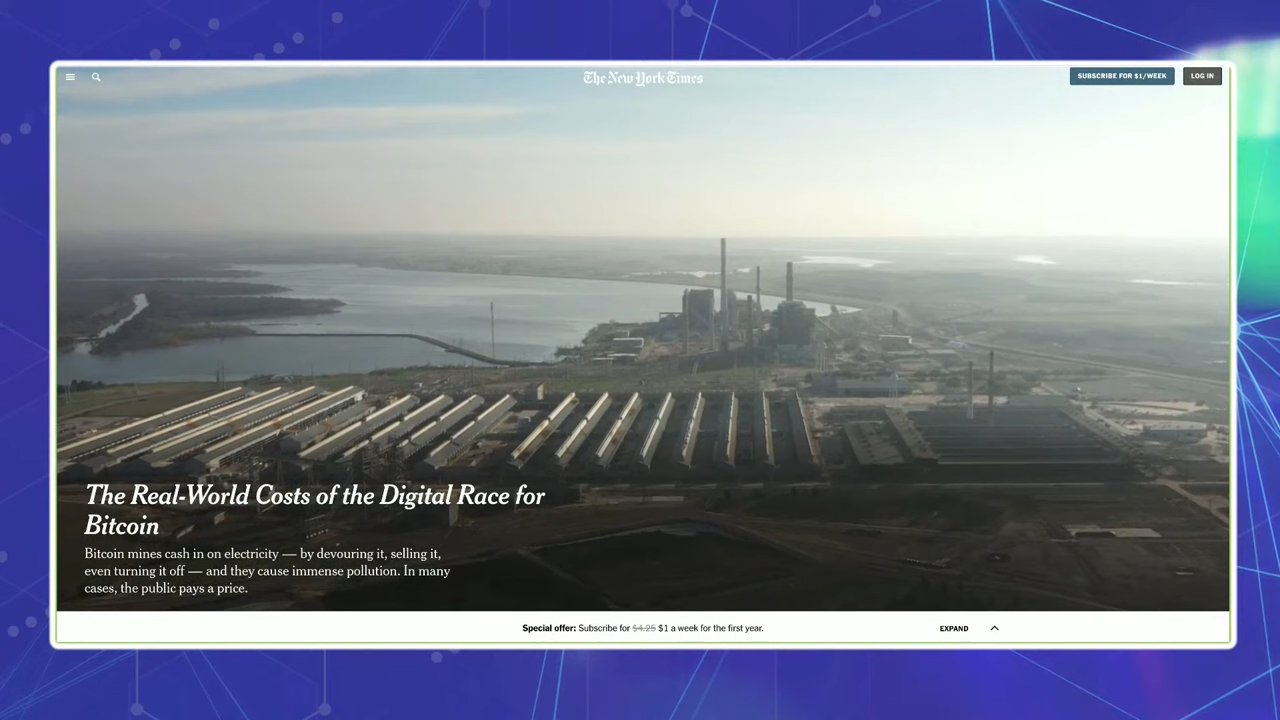 The New York Times
SUBSCRIBE FOR $1/WEEK
LOG IN
The Real-World Costs of the Digital Race for
Bitcoin
Bitcoin mines cash in on electricity — by devouring it, selling it,
even turning it off — and they cause immense pollution. In many
cases, the public pays a price.
Special offer: Subscribe for $4.25 $1 a week for the first year.
EXPAND